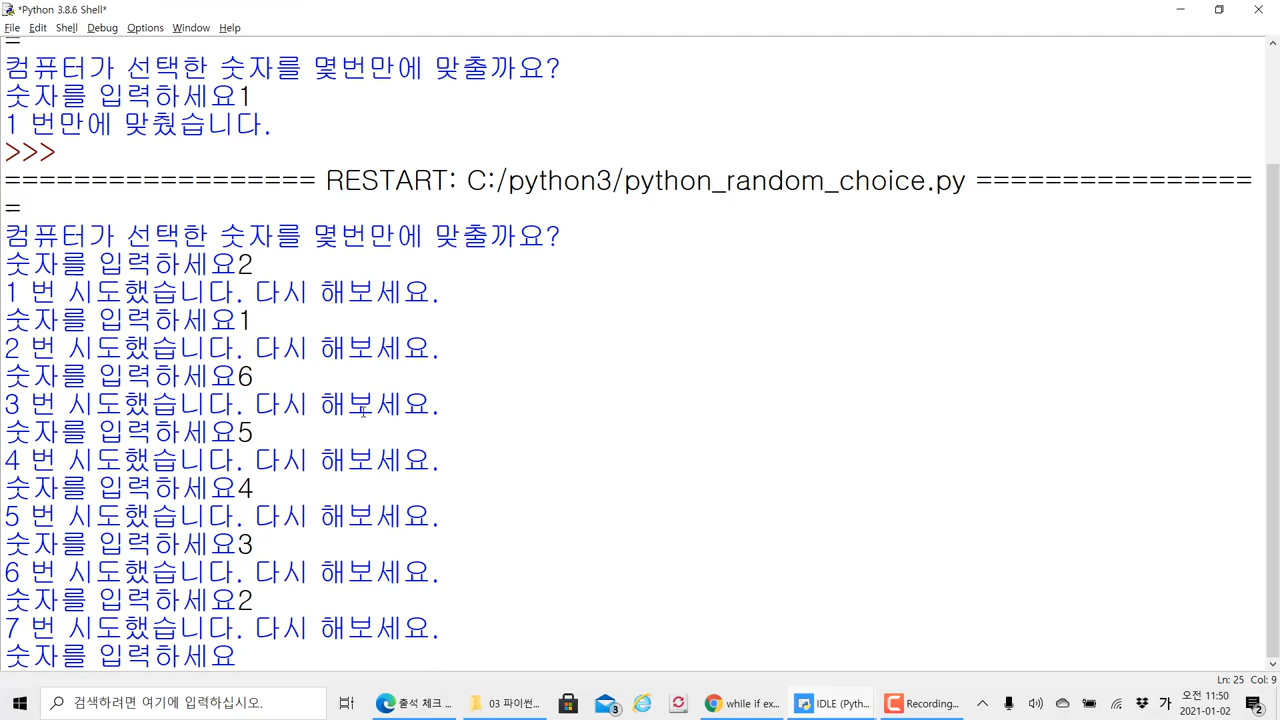 *Python 3.8.6 Shell*
File Edit Shell Debug Options Window Help
=
컴퓨터가 선택한 숫자를 몇번만에 맞출까요?
숫자를 입력하세요1
1 번만에 맞췄습니다.
>>>
================== RESTART: C:/python3/python_random_choice.py ================
=
컴퓨터가 선택한 숫자를 몇번만에 맞출까요?
숫자를 입력하세요2
1 번 시도했습니다. 다시 해보세요.
숫자를 입력하세요1
2 번 시도했습니다. 다시 해보세요.
숫자를 입력하세요6
3 번 시도했습니다. 다시 해보세요.
숫자를 입력하세요5
4 번 시도했습니다. 다시 해보세요.
숫자를 입력하세요4
5 번 시도했습니다. 다시 해보세요.
숫자를 입력하세요3
6 번 시도했습니다. 다시 해보세요.
숫자를 입력하세요2
7 번 시도했습니다. 다시 해보세요.
숫자를 입력하세요
Ln: 25 Col: 9
검색하려면 여기에 입력하십시오. 출석 체크 ... 03 파이썬... 3 while if ex... IDLE (Pyth... Recording... 가 오전 11:50
2021-01-02 2